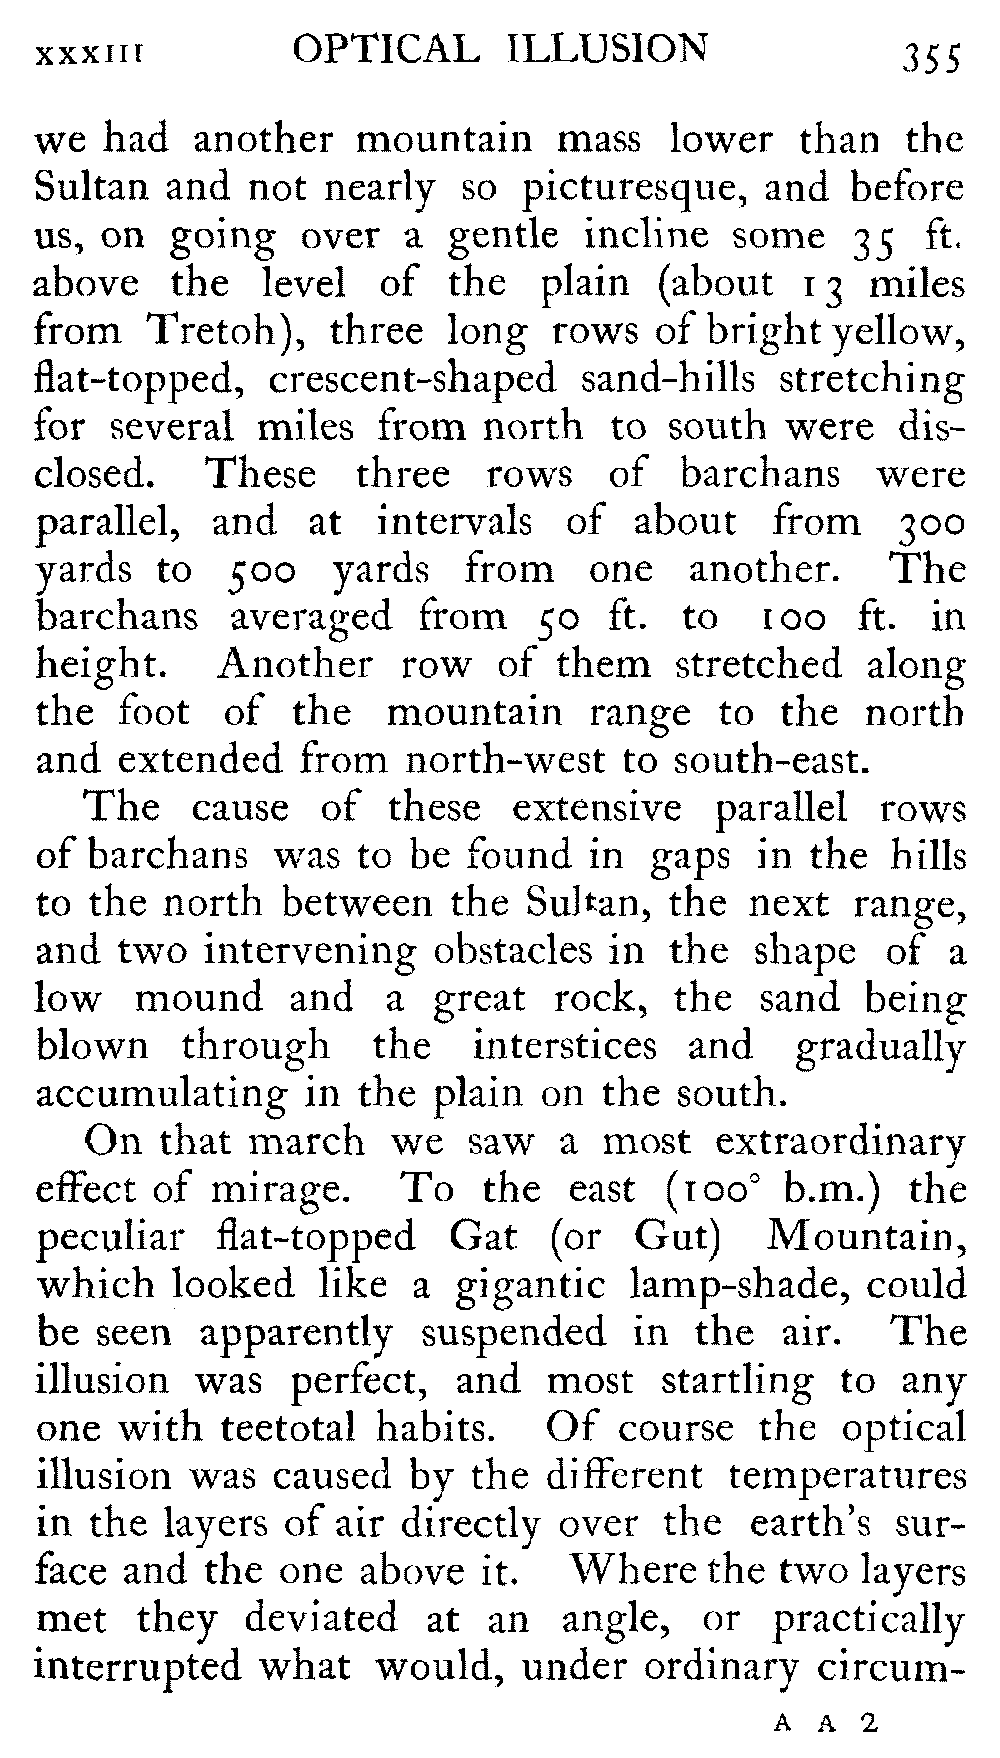 xxxiii OPTICAL ILLUSION 355
we had another mountain mass lower than the
Sultan and not nearly so picturesque, and before
us, on going over a gentle incline some 35 ft.
above the level of the plain (about 13 miles
from Tretoh), three long rows of bright yellow,
flat-topped, crescent-shaped sand-hills stretching
for several miles from north to south were dis-
closed. These three rows of barchans were
parallel, and at intervals of about from 300
yards to 500 yards from one another. The
barchans averaged from 50 ft. to 100 ft. in
height. Another row of them stretched along
the foot of the mountain range to the north
and extended from north-west to south-east.
The cause of these extensive parallel rows
of barchans was to be found in gaps in the hills
to the north between the Sultan, the next range,
and two intervening obstacles in the shape of a
low mound and a great rock, the sand being
blown through the interstices and gradually
accumulating in the plain on the south.
On that march we saw a most extraordinary
effect of mirage. To the east (100° b.m.) the
peculiar flat-topped Gat (or Gut) Mountain,
which looked like a gigantic lamp-shade, could
be seen apparently suspended in the air. The
illusion was perfect, and most startling to any
one with teetotal habits. Of course the optical
illusion was caused by the different temperatures
in the layers of air directly over the earth's sur-
face and the one above it. Where the two layers
met they deviated at an angle, or practically
interrupted what would, under ordinary circum-
A A 2